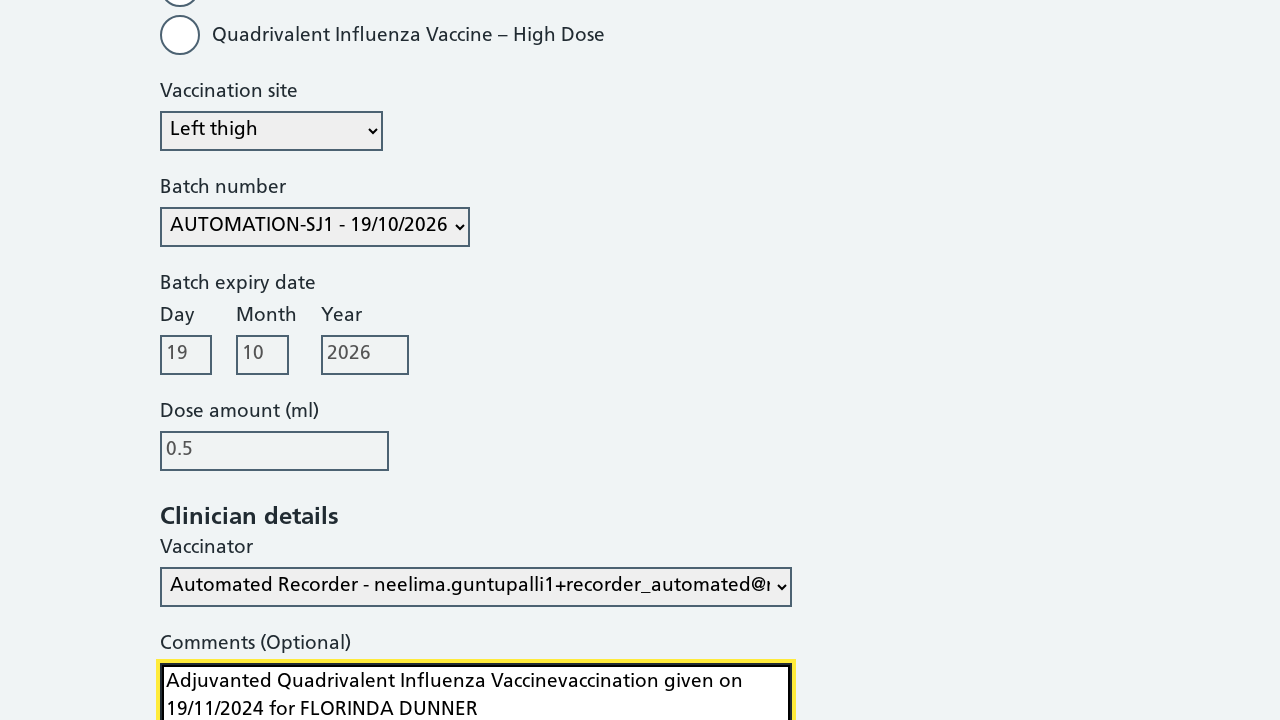 Quadrivalent Influenza Vaccine – High Dose
Vaccination site
Left thigh
Batch number
AUTOMATION-SJ1 - 19/10/2026
Batch expiry date
Day Month Year
19 10 2026
Dose amount (ml)
0.5
Clinician details
Vaccinator
Automated Recorder - neelima.guntupalli1+recorder_automated@
Comments (Optional)
Adjuvanted Quadrivalent Influenza Vaccinevaccination given on
19/11/2024 for FLORINDA DUNNER